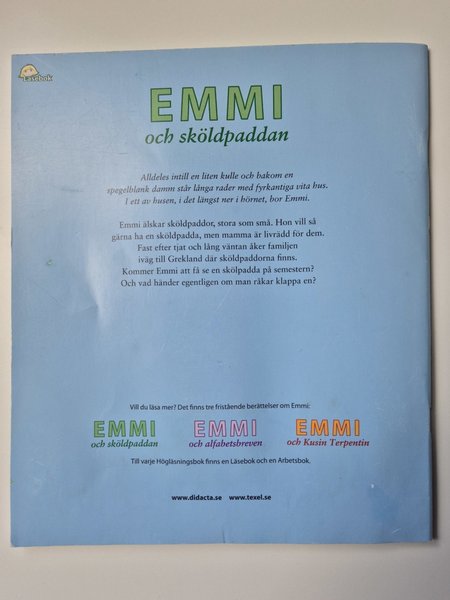 Läsebok
EMMI
och sköldpaddan
Alldeles intill en liten kulle och bakom en
spegelblank damm står långa rader med fyrkantiga vita hus.
I ett av husen, i det längst ner i hörnet, bor Emmi.
Emmi älskar sköldpaddor, stora som små. Hon vill så
gärna ha en sköldpadda, men mamma är livrädd för dem.
Fast efter tjat och lång väntan åker familjen
iväg till Grekland där sköldpaddorna finns.
Kommer Emmi att få se en skölpadda på semestern?
Och vad händer egentligen om man råkar klappa en?
Vill du läsa mer? Det finns tre fristående berättelser om Emmi:
EMMI EMMI EMMI
och sköldpaddan och alfabetsbreven och Kusin Terpentin
Till varje Högläsningsbok finns en Läsebok och en Arbetsbok.
www.didacta.se www.texel.se